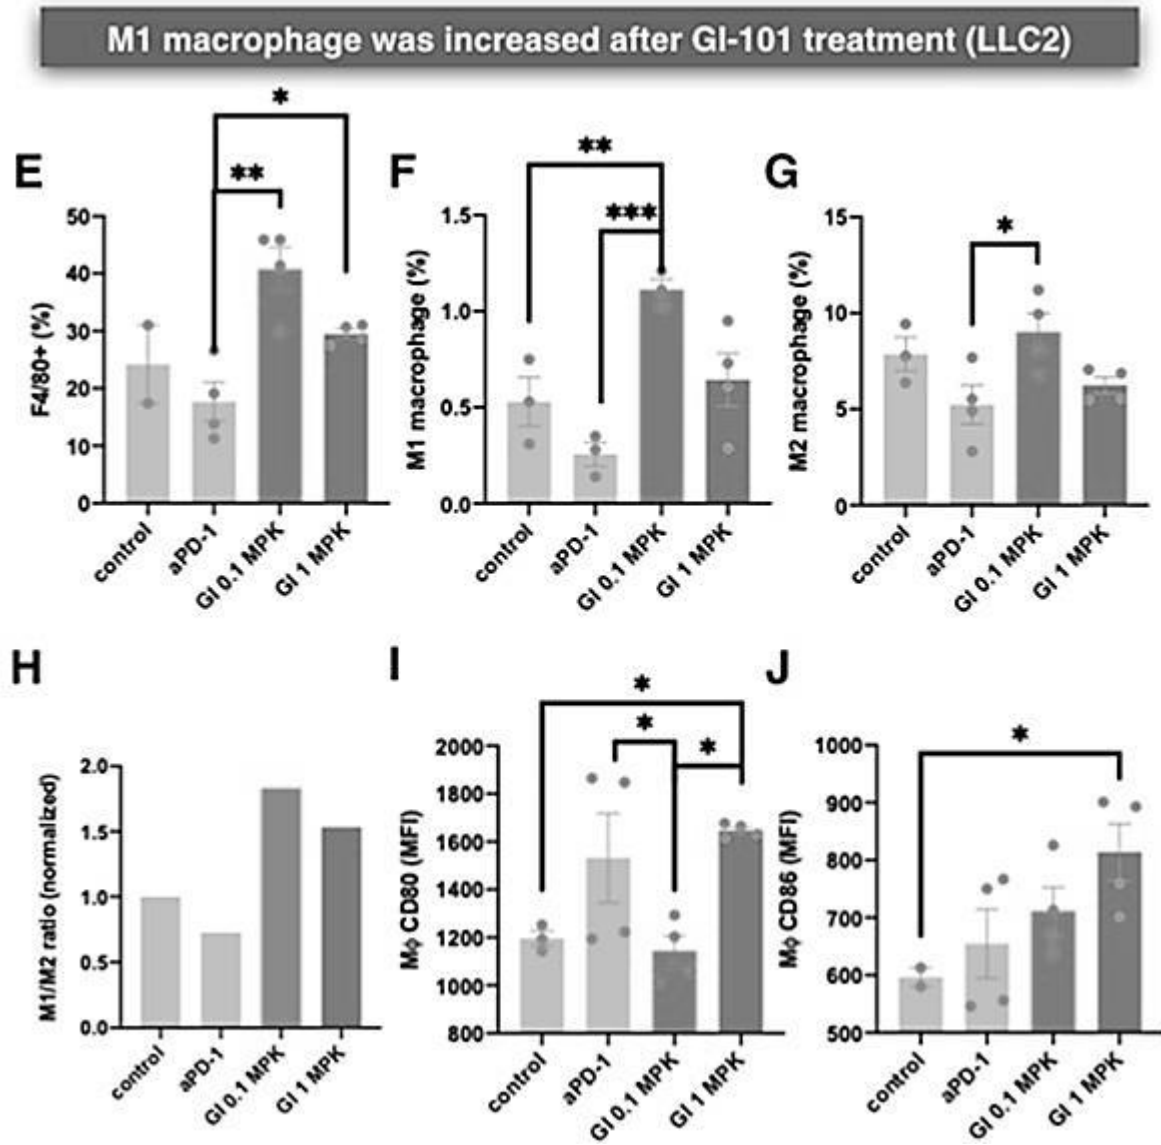 M1 macrophage was increased after GI-101 treatment (LLC2)
E
*
**
F4/80+ (%)
50
40
30
20
10
0
control
aPD-1
GI 0.1 MPK
GI 1 MPK
F
**
***
M1 macrophage (%)
1.5
1.0
0.5
0.0
control
aPD-1
GI 0.1 MPK
GI 1 MPK
G
*
M2 macrophage (%)
15
10
5
0
control
aPD-1
GI 0.1 MPK
GI 1 MPK
H
M1/M2 ratio (normalized)
2.0
1.5
1.0
0.5
0.0
control
aPD-1
GI 0.1 MPK
GI 1 MPK
I
*
*
*
Mϕ CD80 (MFI)
2000
1800
1600
1400
1200
1000
800
control
aPD-1
GI 0.1 MPK
GI 1 MPK
J
*
Mϕ CD86 (MFI)
1000
900
800
700
600
500
control
aPD-1
GI 0.1 MPK
GI 1 MPK